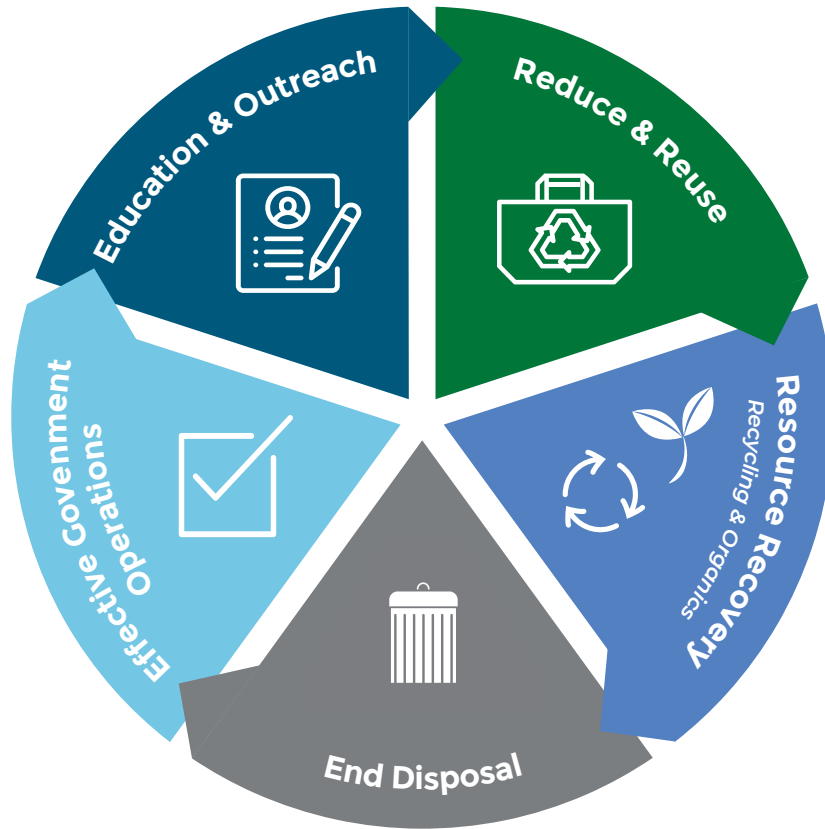 Education & Outreach
Reduce & Reuse
Resource Recovery
Recycling & Organics
End Disposal
Effective Govenment
Operations